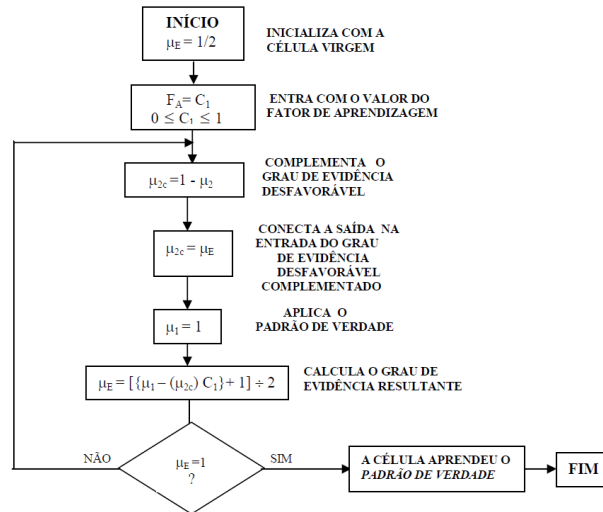 INÍCIO
μE = 1/2
INICIALIZA COM A
CÉLULA VIRGEM
FA = C1
0 ≤ C1 ≤ 1
ENTRA COM O VALOR DO
FATOR DE APRENDIZAGEM
μ2c =1 - μ2
COMPLEMENTA O
GRAU DE EVIDÊNCIA
DESFAVORÁVEL
μ2c = μE
CONECTA A SAÍDA NA
ENTRADA DO GRAU
DE EVIDÊNCIA
DESFAVORÁVEL
COMPLEMENTADO
μ1 = 1
APLICA O
PADRÃO DE VERDADE
μE = [{μ1 – (μ2c) C1}+ 1] ÷ 2
CALCULA O GRAU DE
EVIDÊNCIA RESULTANTE
NÃO
μE=1
?
SIM
A CÉLULA APRENDEU O
PADRÃO DE VERDADE
FIM